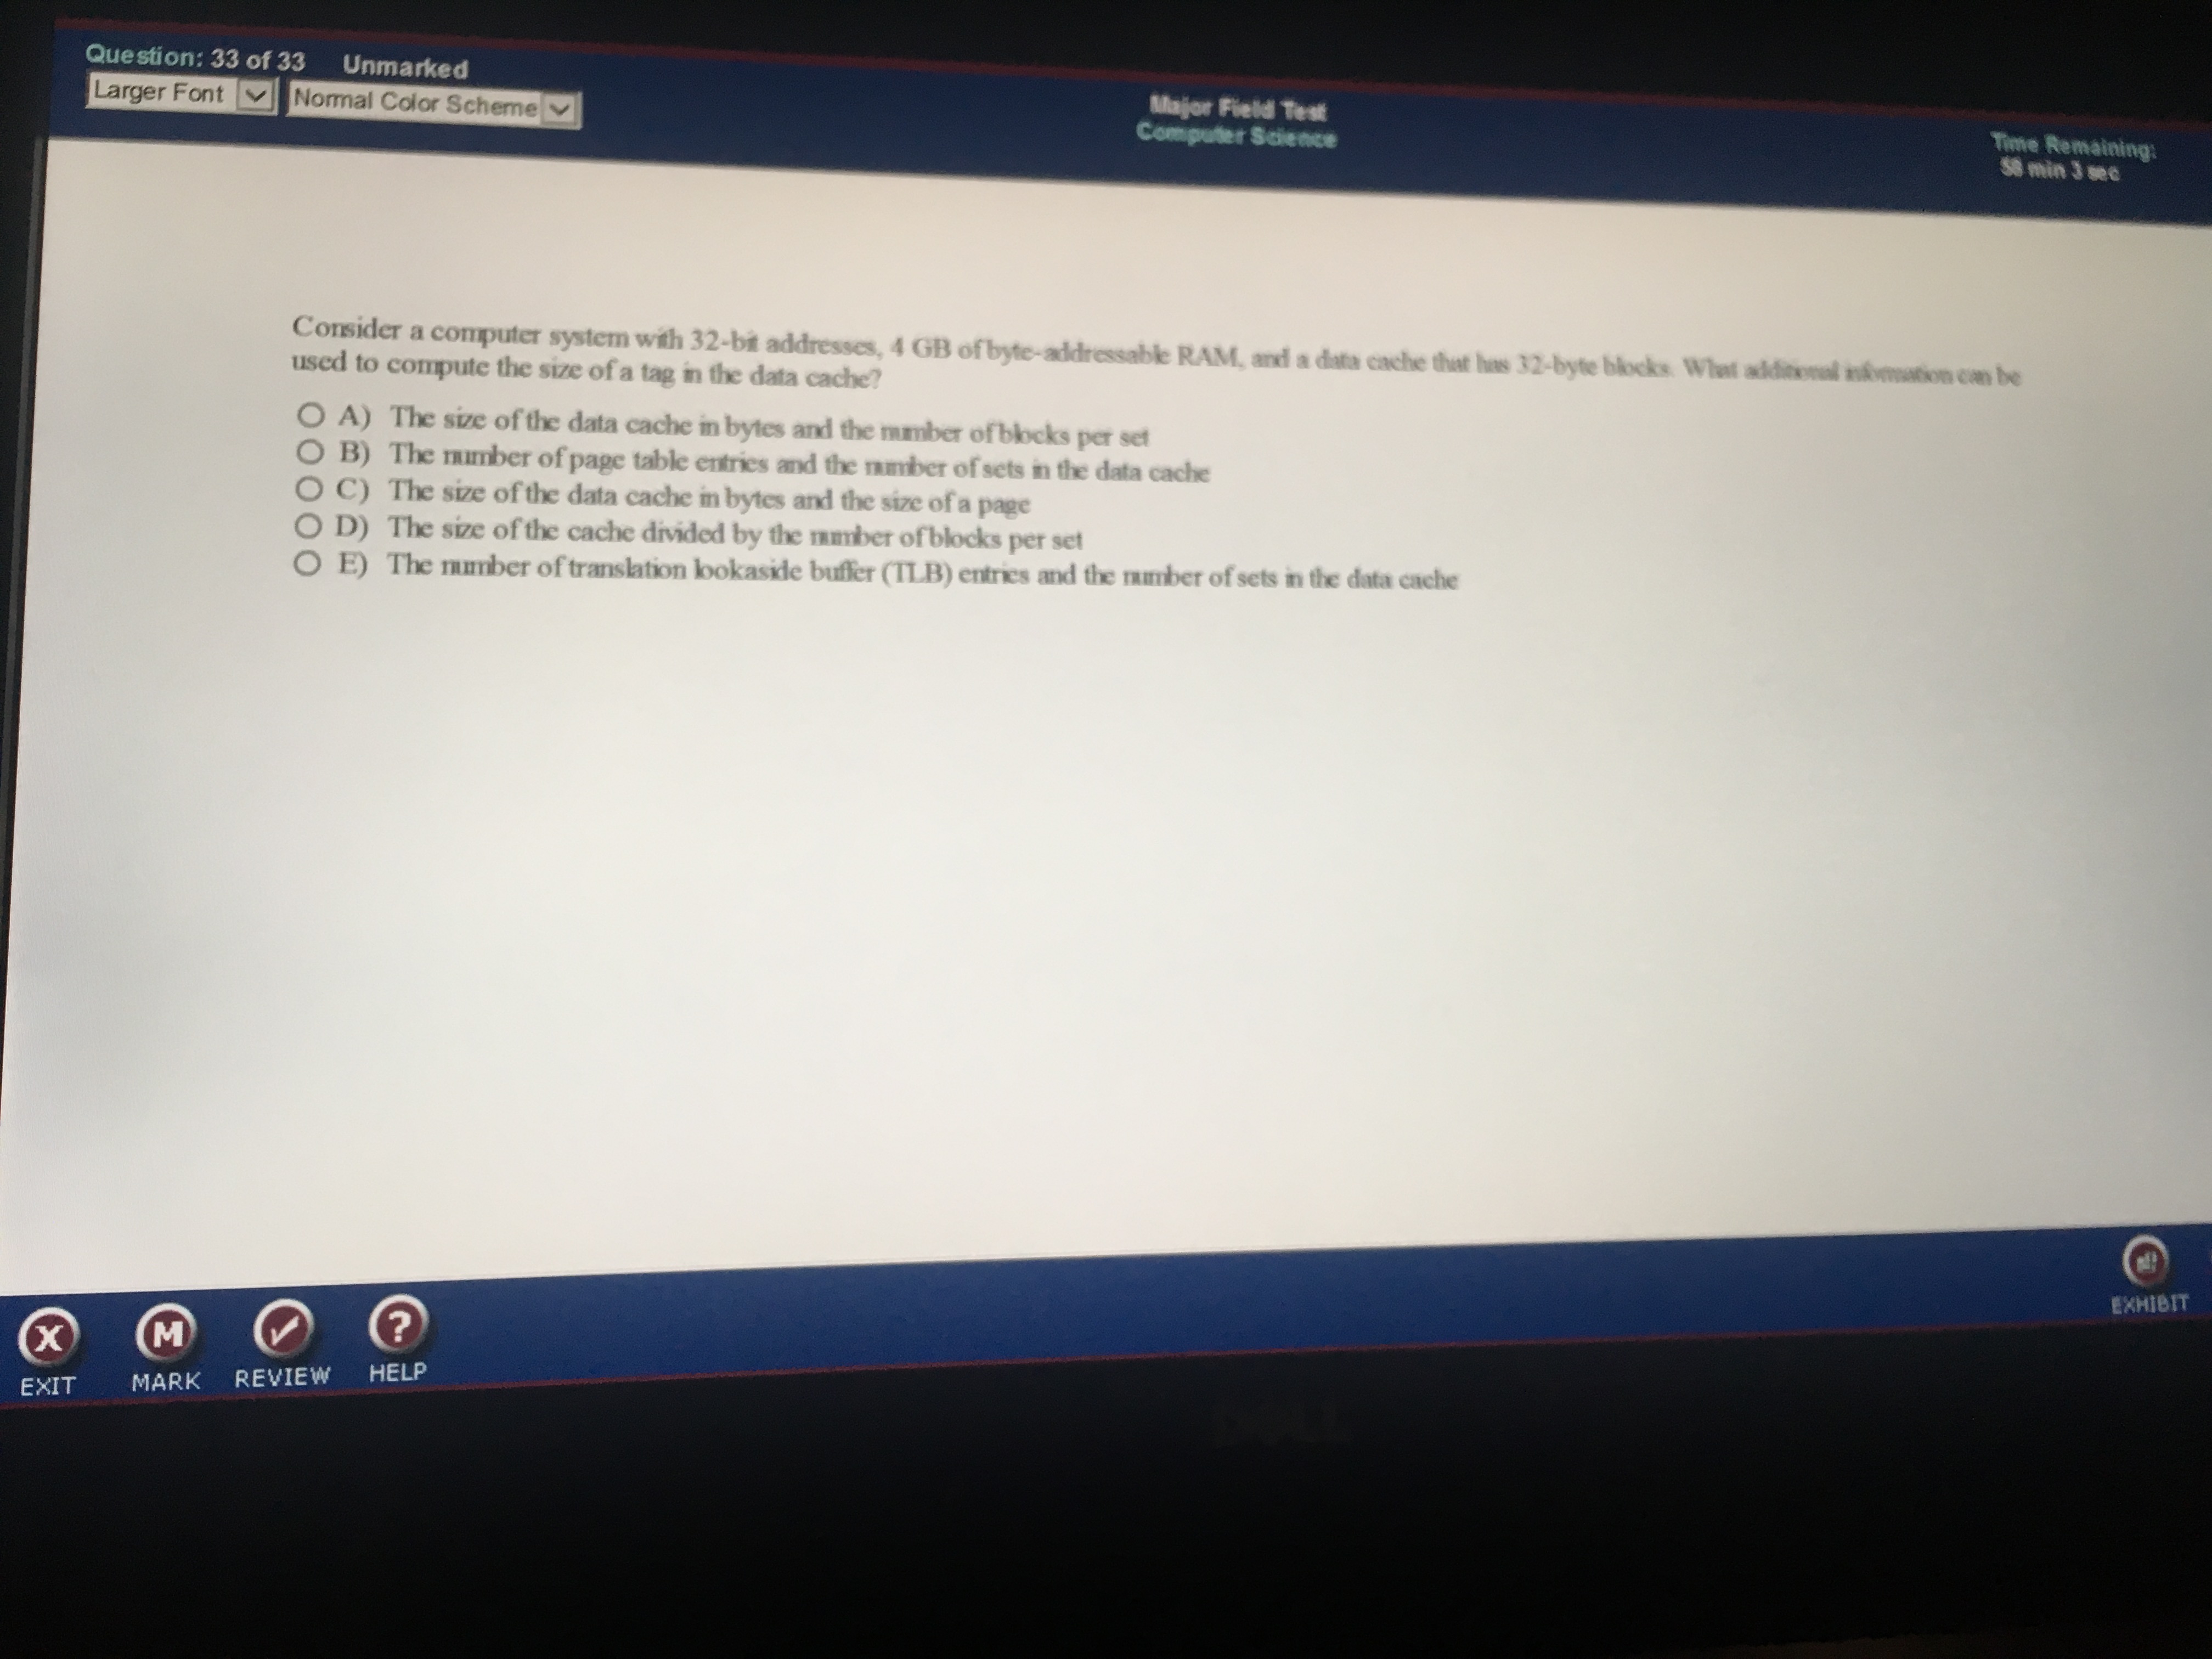 Question: 33 of 33 Unmarked
Larger Font Normal Color Scheme
Major Field Test
Computer Science
Time Remaining:
58 min 3 sec
Consider a computer system with 32-bit addresses, 4 GB of byte-addressable RAM, and a data cache that has 32-byte blocks. What additional information can be
used to compute the size of a tag in the data cache?
A) The size of the data cache in bytes and the number of blocks per set
B) The number of page table entries and the number of sets in the data cache
C) The size of the data cache in bytes and the size of a page
D) The size of the cache divided by the number of blocks per set
E) The number of translation lookaside buffer (TLB) entries and the number of sets in the data cache
X M ?
EXIT MARK REVIEW HELP
EXHIBIT
DELL